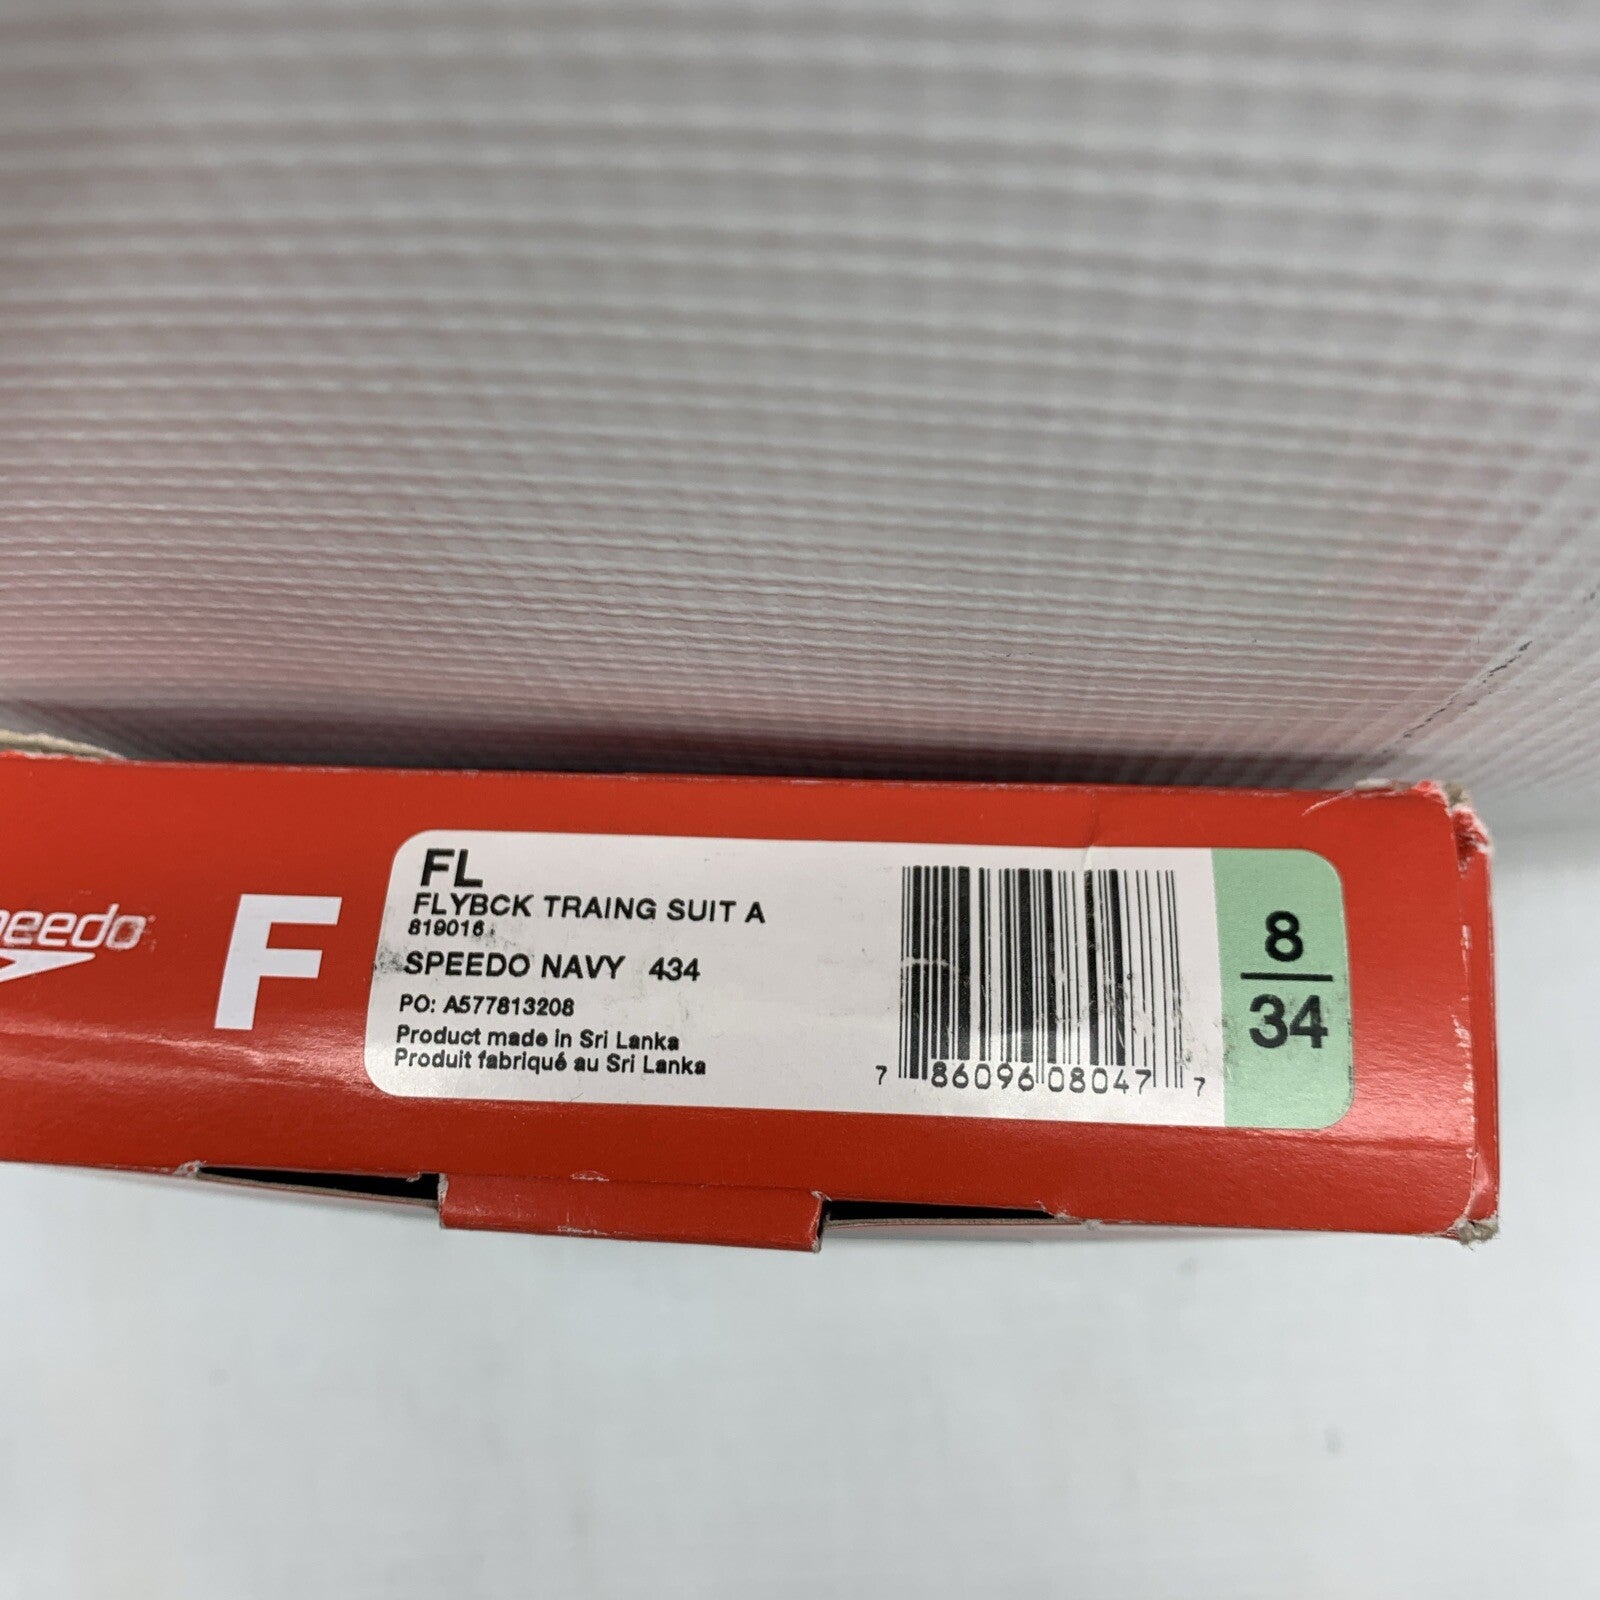 peedo
F
FL
FLYBCK TRAING SUIT A
819016
SPEEDO NAVY 434
PO: A577813208
Product made in Sri Lanka
Produit fabriqué au Sri Lanka
7 86096 08047 7
8
34